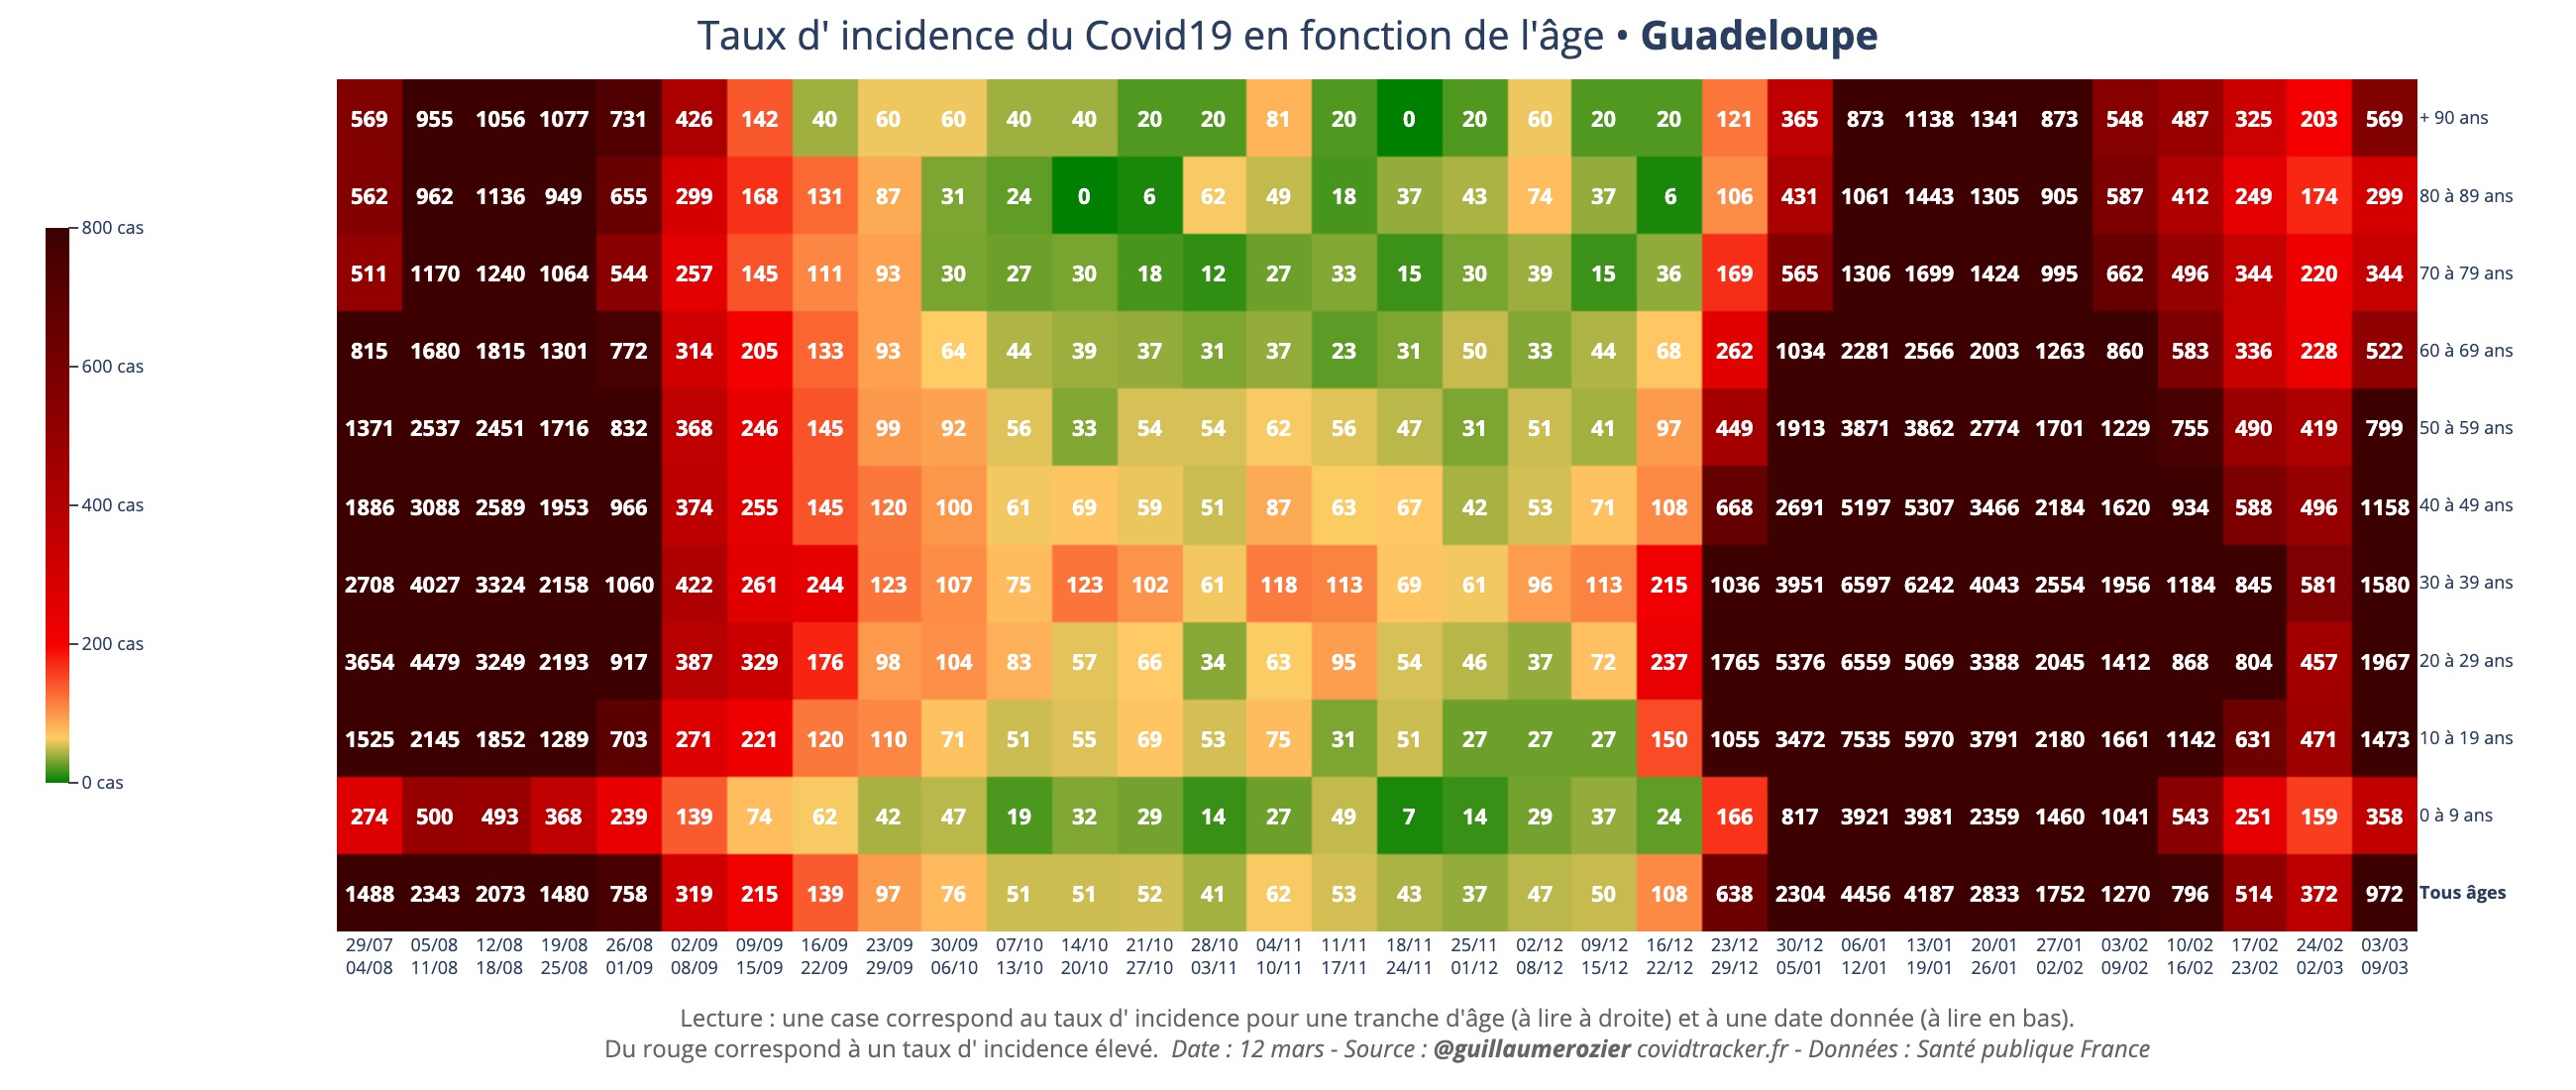 Taux d' incidence du Covid19 en fonction de l'âge • Guadeloupe
800 cas
600 cas
400 cas
200 cas
0 cas
569 955 1056 1077 731 426 142 40 60 60 40 40 20 20 81 20 0 20 60 20 20 121 365 873 1138 1341 873 548 487 325 203 569 + 90 ans
562 962 1136 949 655 299 168 131 87 31 24 0 6 62 49 18 37 43 74 37 6 106 431 1061 1443 1305 905 587 412 249 174 299 80 à 89 ans
511 1170 1240 1064 544 257 145 111 93 30 27 30 18 12 27 33 15 30 39 15 36 169 565 1306 1699 1424 995 662 496 344 220 344 70 à 79 ans
815 1680 1815 1301 772 314 205 133 93 64 44 39 37 31 37 23 31 50 33 44 68 262 1034 2281 2566 2003 1263 860 583 336 228 522 60 à 69 ans
1371 2537 2451 1716 832 368 246 145 99 92 56 33 54 54 62 56 47 31 51 41 97 449 1913 3871 3862 2774 1701 1229 755 490 419 799 50 à 59 ans
1886 3088 2589 1953 966 374 255 145 120 100 61 69 59 51 87 63 67 42 53 71 108 668 2691 5197 5307 3466 2184 1620 934 588 496 1158 40 à 49 ans
2708 4027 3324 2158 1060 422 261 244 123 107 75 123 102 61 118 113 69 61 96 113 215 1036 3951 6597 6242 4043 2554 1956 1184 845 581 1580 30 à 39 ans
3654 4479 3249 2193 917 387 329 176 98 104 83 57 66 34 63 95 54 46 37 72 237 1765 5376 6559 5069 3388 2045 1412 868 804 457 1967 20 à 29 ans
1525 2145 1852 1289 703 271 221 120 110 71 51 55 69 53 75 31 51 27 27 27 150 1055 3472 7535 5970 3791 2180 1661 1142 631 471 1473 10 à 19 ans
274 500 493 368 239 139 74 62 42 47 19 32 29 14 27 49 7 14 29 37 24 166 817 3921 3981 2359 1460 1041 543 251 159 358 0 à 9 ans
1488 2343 2073 1480 758 319 215 139 97 76 51 51 52 41 62 53 43 37 47 50 108 638 2304 4456 4187 2833 1752 1270 796 514 372 972 Tous âges
29/07 05/08 12/08 19/08 26/08 02/09 09/09 16/09 23/09 30/09 07/10 14/10 21/10 28/10 04/11 11/11 18/11 25/11 02/12 09/12 16/12 23/12 30/12 06/01 13/01 20/01 27/01 03/02 10/02 17/02 24/02 03/03
04/08 11/08 18/08 25/08 01/09 08/09 15/09 22/09 29/09 06/10 13/10 20/10 27/10 03/11 10/11 17/11 24/11 01/12 08/12 15/12 22/12 29/12 05/01 12/01 19/01 26/01 02/02 09/02 16/02 23/02 02/03 09/03
Lecture : une case correspond au taux d' incidence pour une tranche d'âge (à lire à droite) et à une date donnée (à lire en bas).
Du rouge correspond à un taux d' incidence élevé. Date : 12 mars - Source : @guillaumerozier covidtracker.fr - Données : Santé publique France